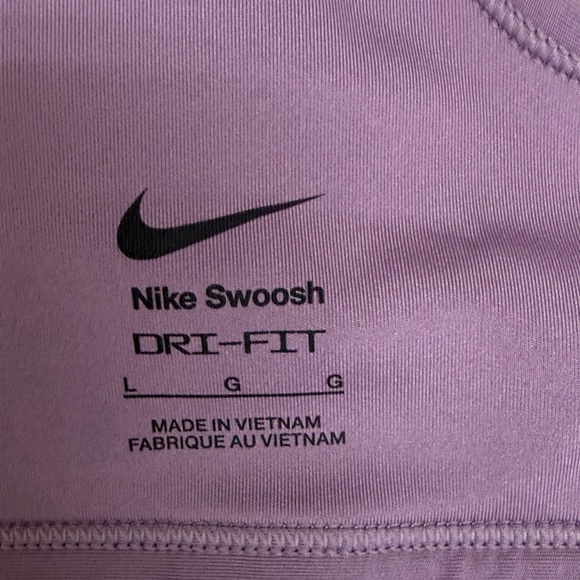 Nike Swoosh
DRI-FIT
L G G
MADE IN VIETNAM
FABRIQUE AU VIETNAM